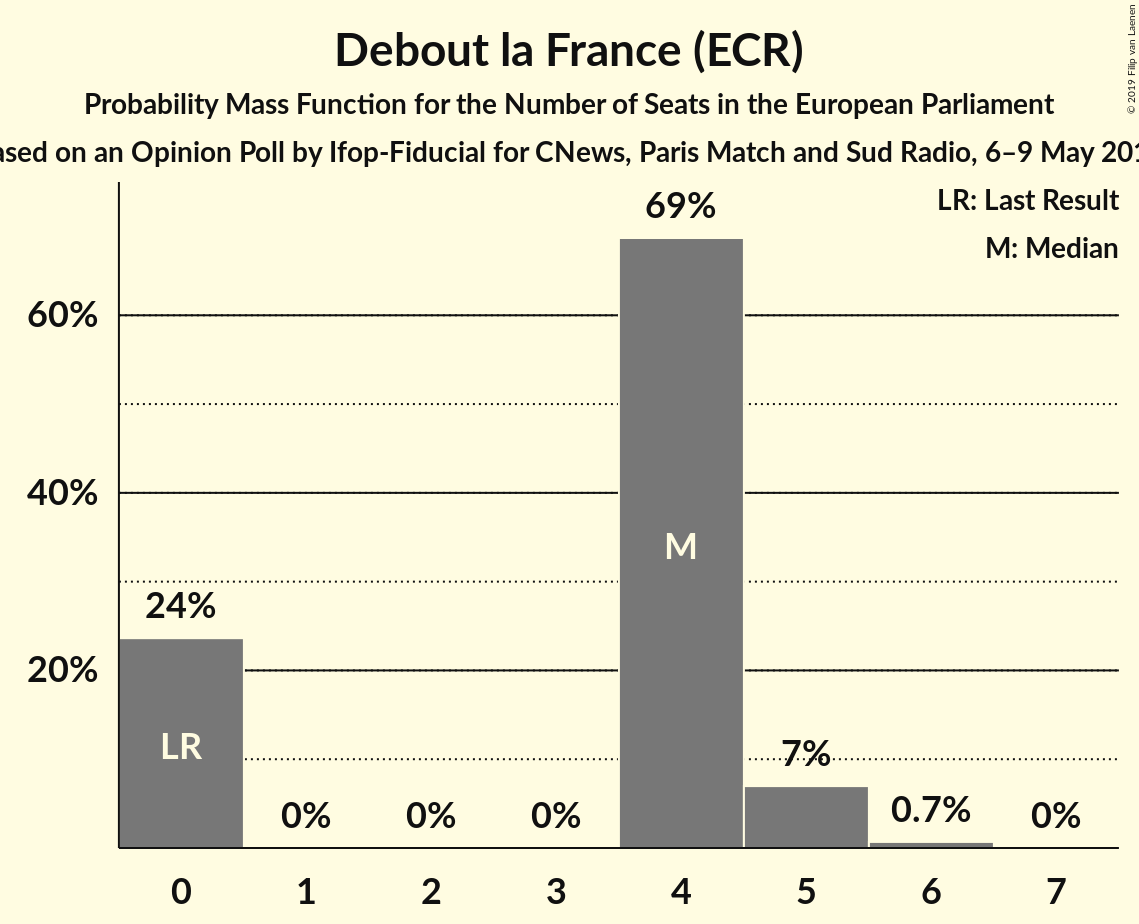 Debout la France (ECR)
Probability Mass Function for the Number of Seats in the European Parliament
on an Opinion Poll by Ifop-Fiducial for CNews, Paris Match and Sud Radio, 6–9 May
© 2019 Filip van Laenen
LR: Last Result
M: Median
69%
60%
40%
M
24%
20%
LR
7%
0%
0%
0%
0.7%
0%
0 1 2 3 4 5 6 7